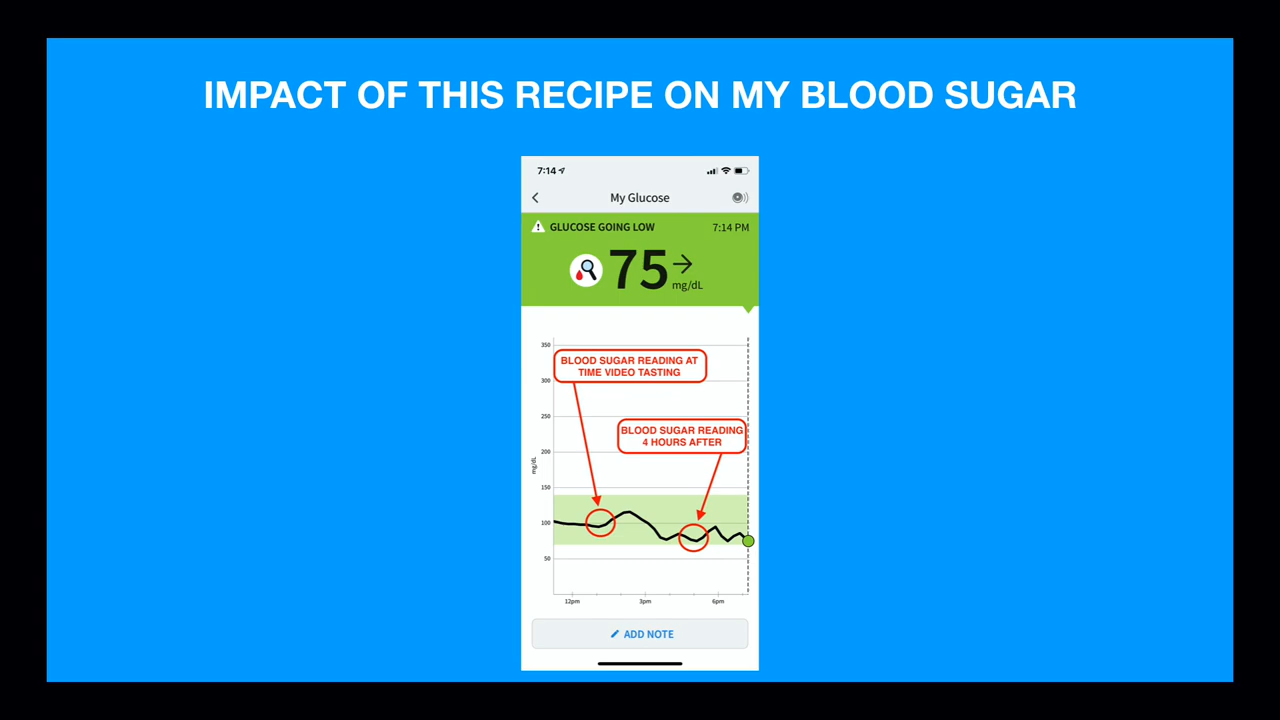 IMPACT OF THIS RECIPE ON MY BLOOD SUGAR
7:14
My Glucose
GLUCOSE GOING LOW
7:14 PM
75
mg/dL
350
BLOOD SUGAR READING AT
TIME VIDEO TASTING
300
250
BLOOD SUGAR READING
4 HOURS AFTER
200
mg/dL
150
100
50
12pm
3pm
6pm
ADD NOTE